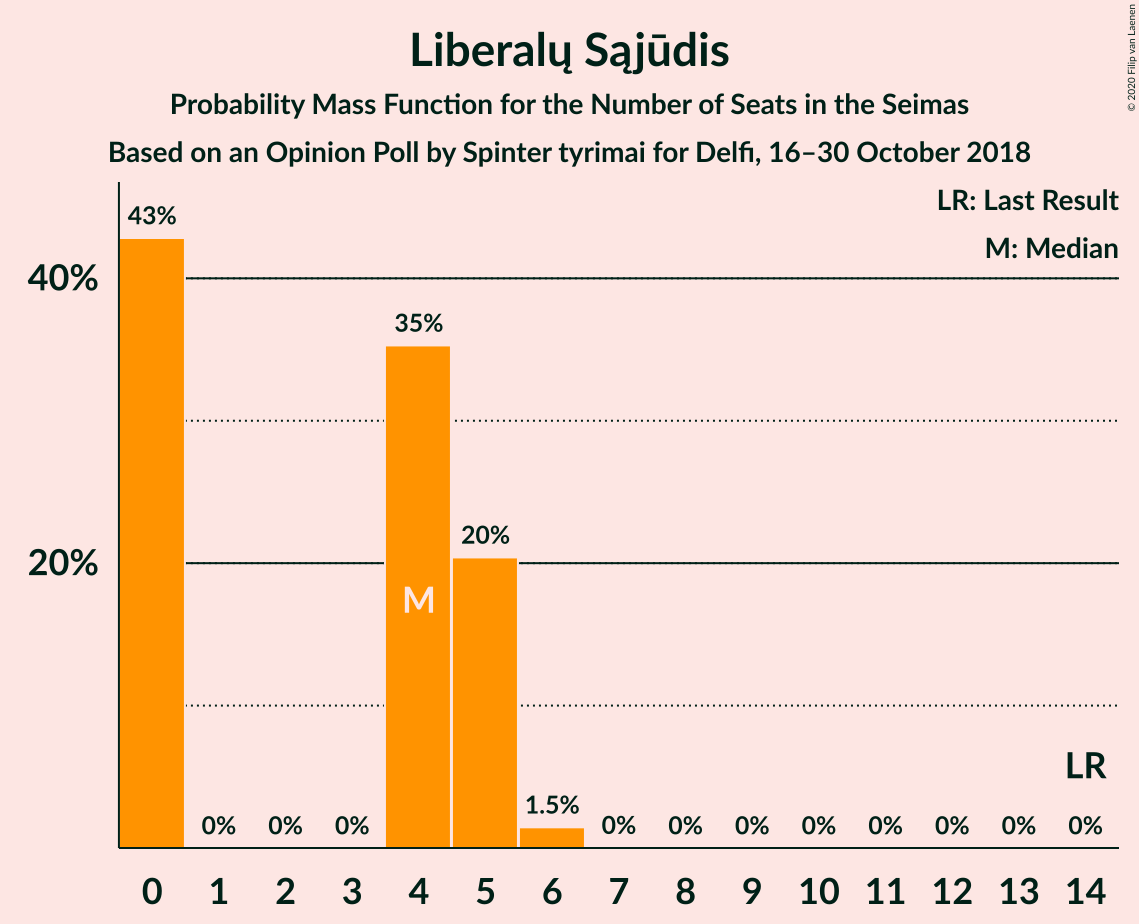 Liberalų Sąjūdis
Probability Mass Function for the Number of Seats in the Seimas
Based on an Opinion Poll by Spinter tyrimai for Delfi, 16–30 October 2018
© 2020 Filip van Laenen
LR: Last Result
M: Median
43%
40%
35%
20%
20%
M
LR
1.5%
0% 0% 0% 0% 0% 0% 0% 0% 0% 0% 0%
0 1 2 3 4 5 6 7 8 9 10 11 12 13 14